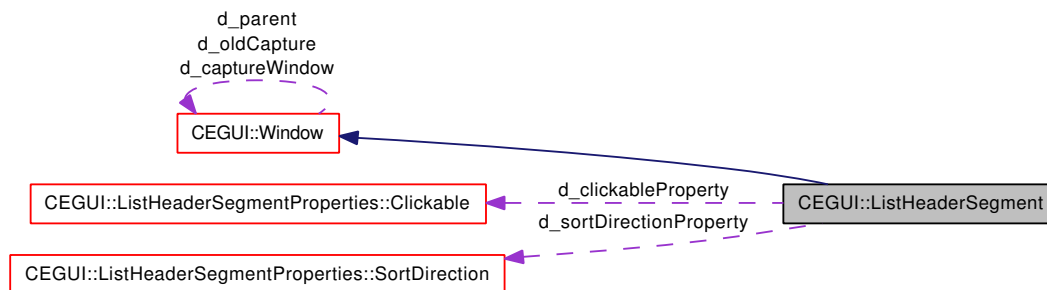 d_parent
d_oldCapture
d_captureWindow
CEGUI::Window
d_clickableProperty
CEGUI::ListHeaderSegmentProperties::Clickable
CEGUI::ListHeaderSegment
d_sortDirectionProperty
CEGUI::ListHeaderSegmentProperties::SortDirection